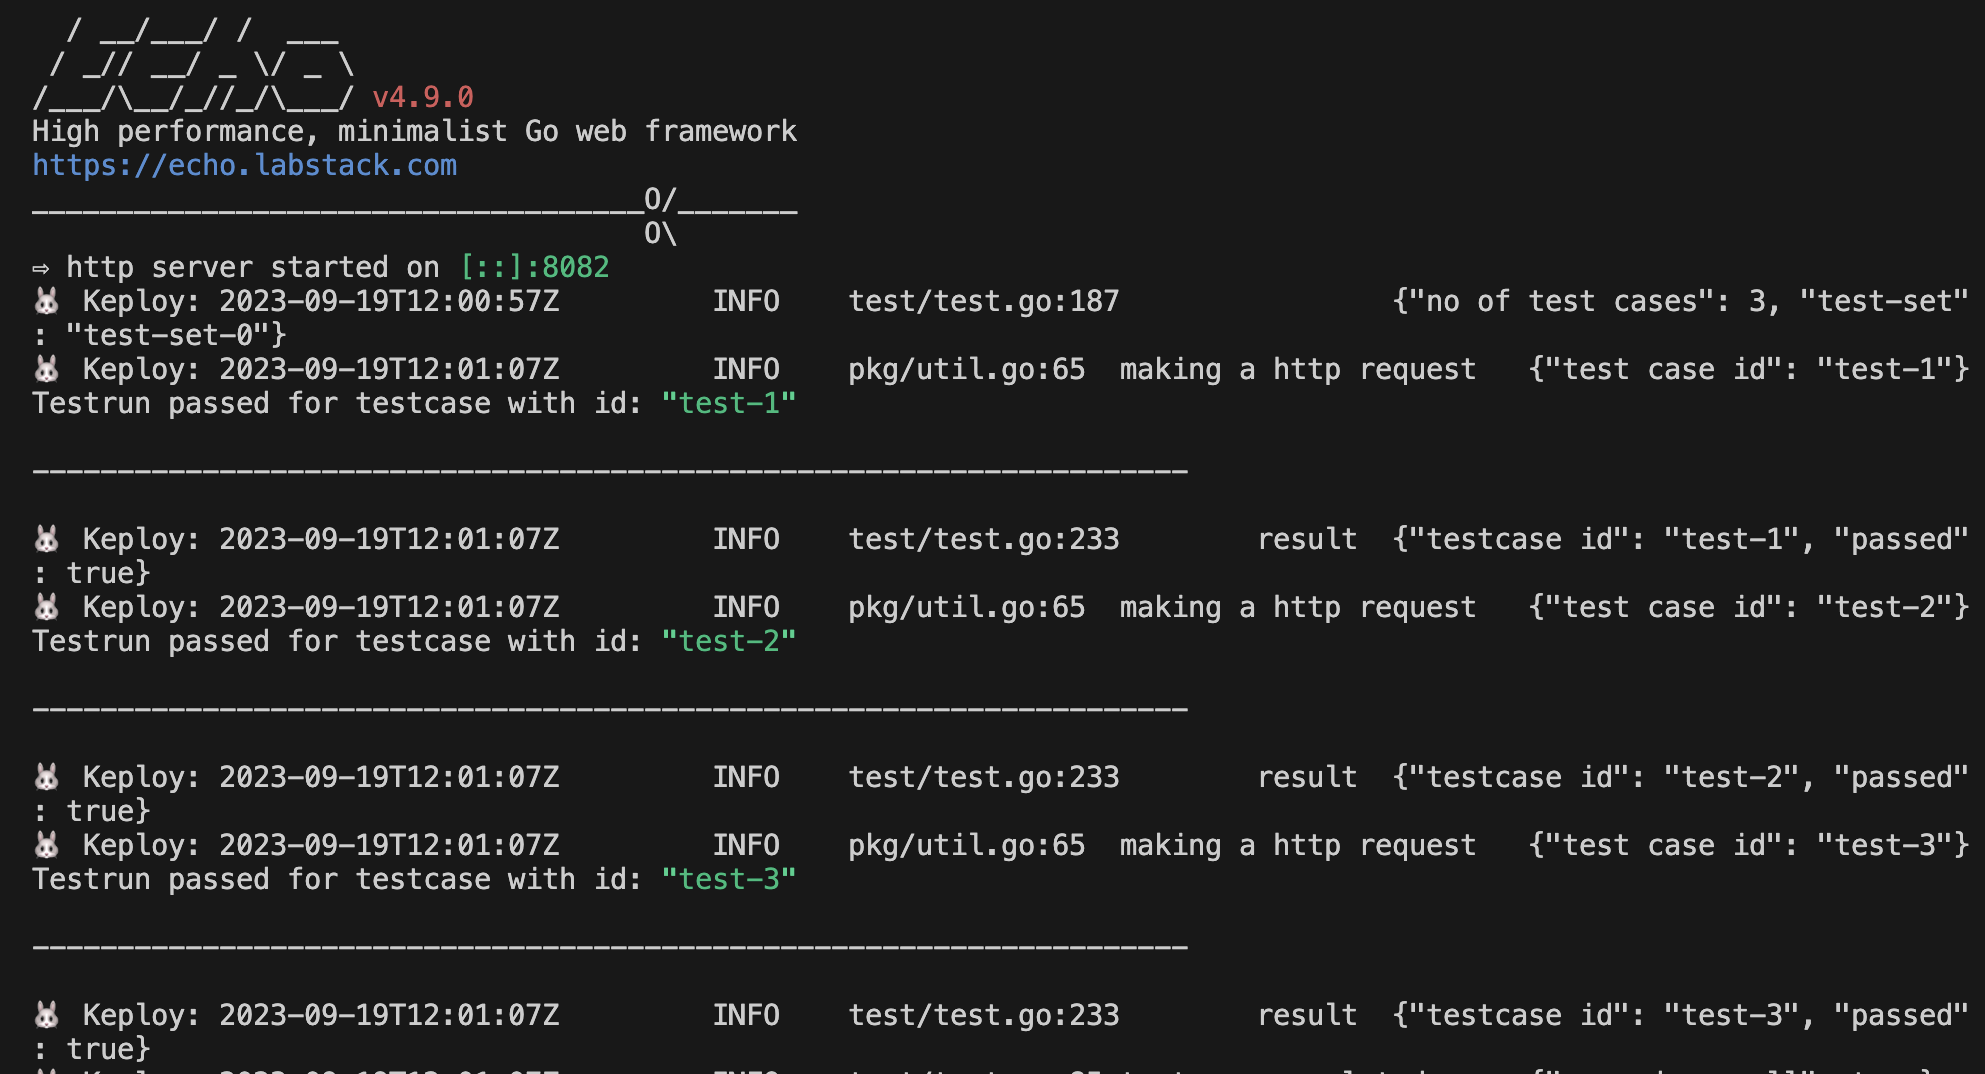 v4.9.0
High performance, minimalist Go web framework
https://echo.labstack.com
____________________________________O/_______
                                    O\
⇨ http server started on [::]:8082
🐰 Keploy: 2023-09-19T12:00:57Z         INFO    test/test.go:187                {"no of test cases": 3, "test-set"
: "test-set-0"}
🐰 Keploy: 2023-09-19T12:01:07Z         INFO    pkg/util.go:65  making a http request   {"test case id": "test-1"}
Testrun passed for testcase with id: "test-1"
--------------------------------------------------------------------
🐰 Keploy: 2023-09-19T12:01:07Z         INFO    test/test.go:233        result  {"testcase id": "test-1", "passed"
: true}
🐰 Keploy: 2023-09-19T12:01:07Z         INFO    pkg/util.go:65  making a http request   {"test case id": "test-2"}
Testrun passed for testcase with id: "test-2"
--------------------------------------------------------------------
🐰 Keploy: 2023-09-19T12:01:07Z         INFO    test/test.go:233        result  {"testcase id": "test-2", "passed"
: true}
🐰 Keploy: 2023-09-19T12:01:07Z         INFO    pkg/util.go:65  making a http request   {"test case id": "test-3"}
Testrun passed for testcase with id: "test-3"
--------------------------------------------------------------------
🐰 Keploy: 2023-09-19T12:01:07Z         INFO    test/test.go:233        result  {"testcase id": "test-3", "passed"
: true}